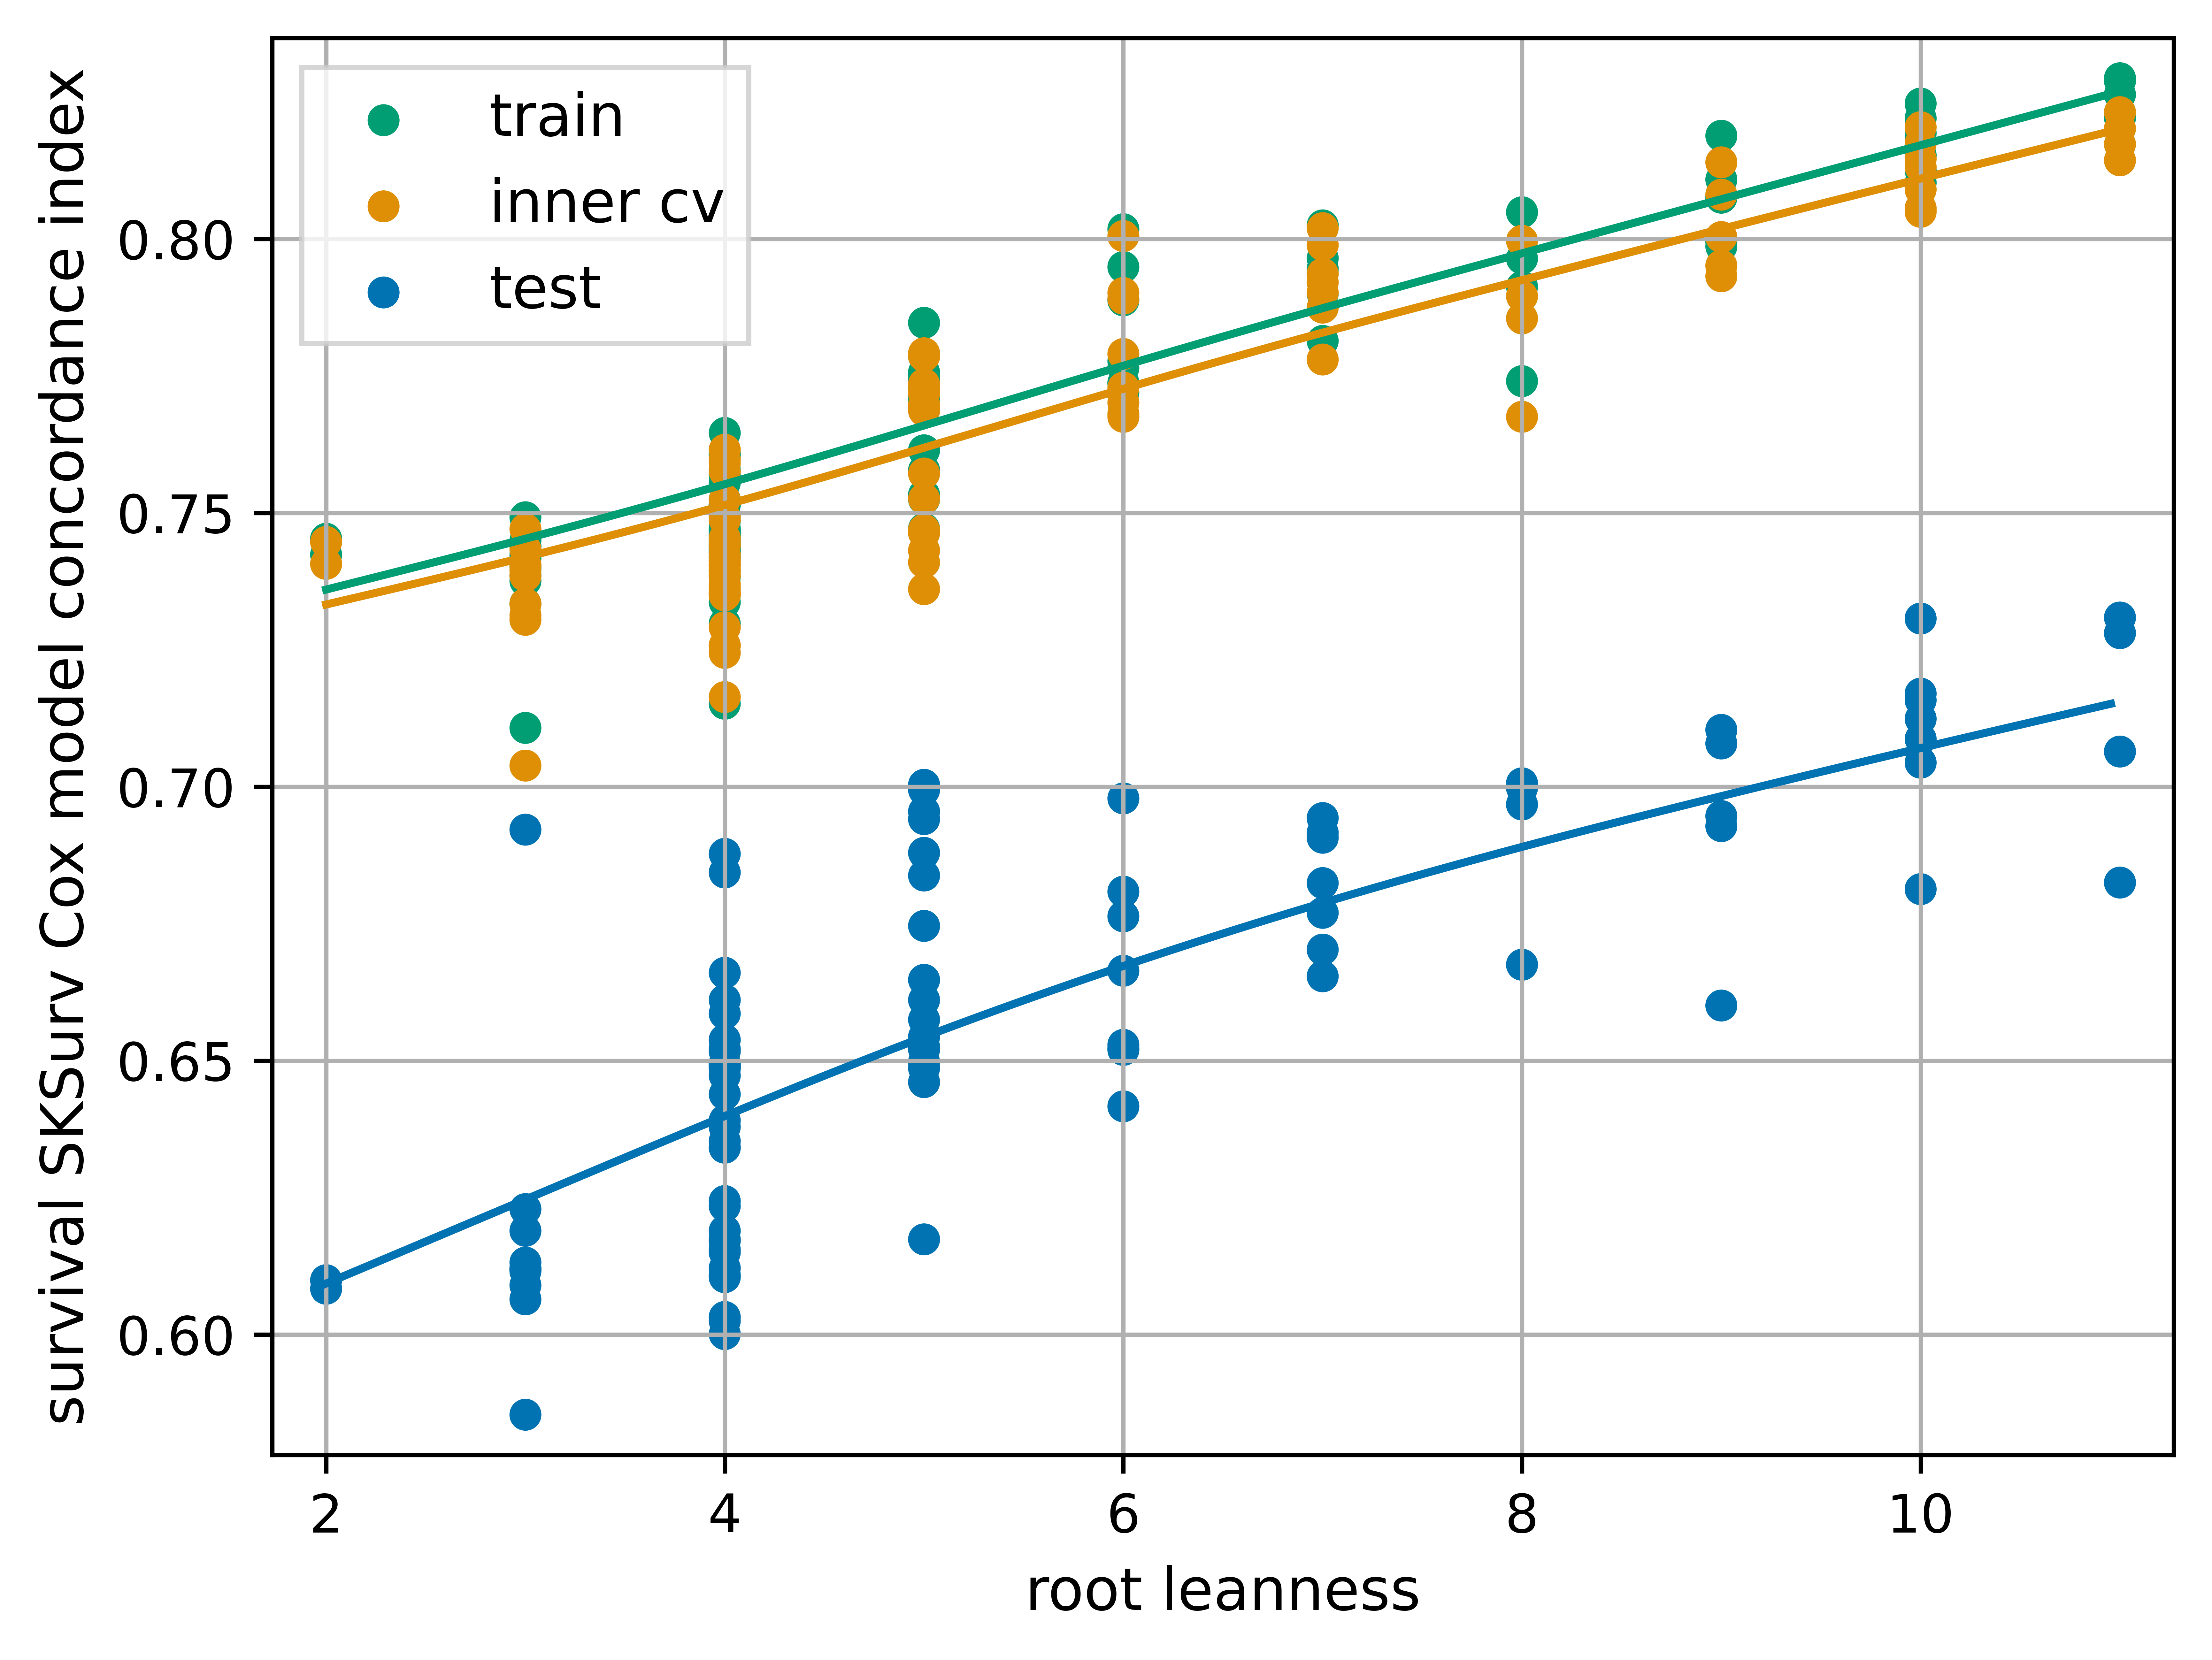 survival SKSurv Cox model concordance index
train
inner cv
test
0.80
0.75
0.70
0.65
0.60
2 4 6 8 10
root leanness